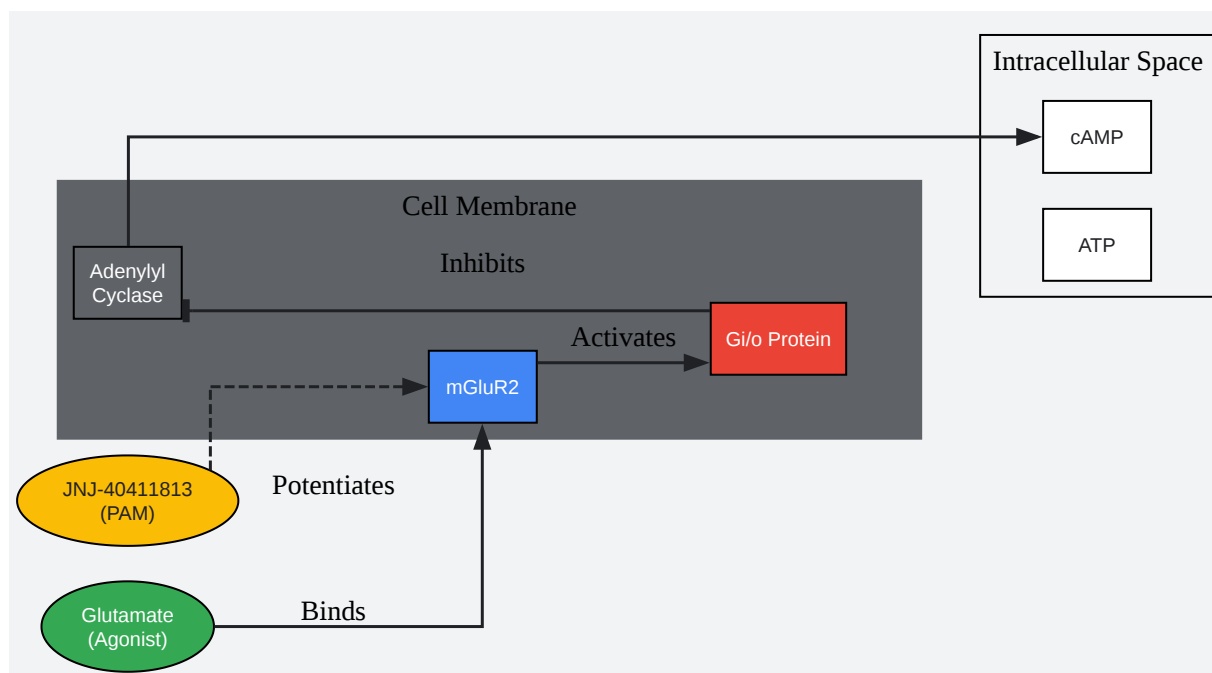 Intracellular Space
cAMP
ATP
Cell Membrane
Inhibits
Adenylyl
Cyclase
Activates
Gi/o Protein
mGluR2
JNJ-40411813
(PAM)
Potentiates
Glutamate
(Agonist)
Binds